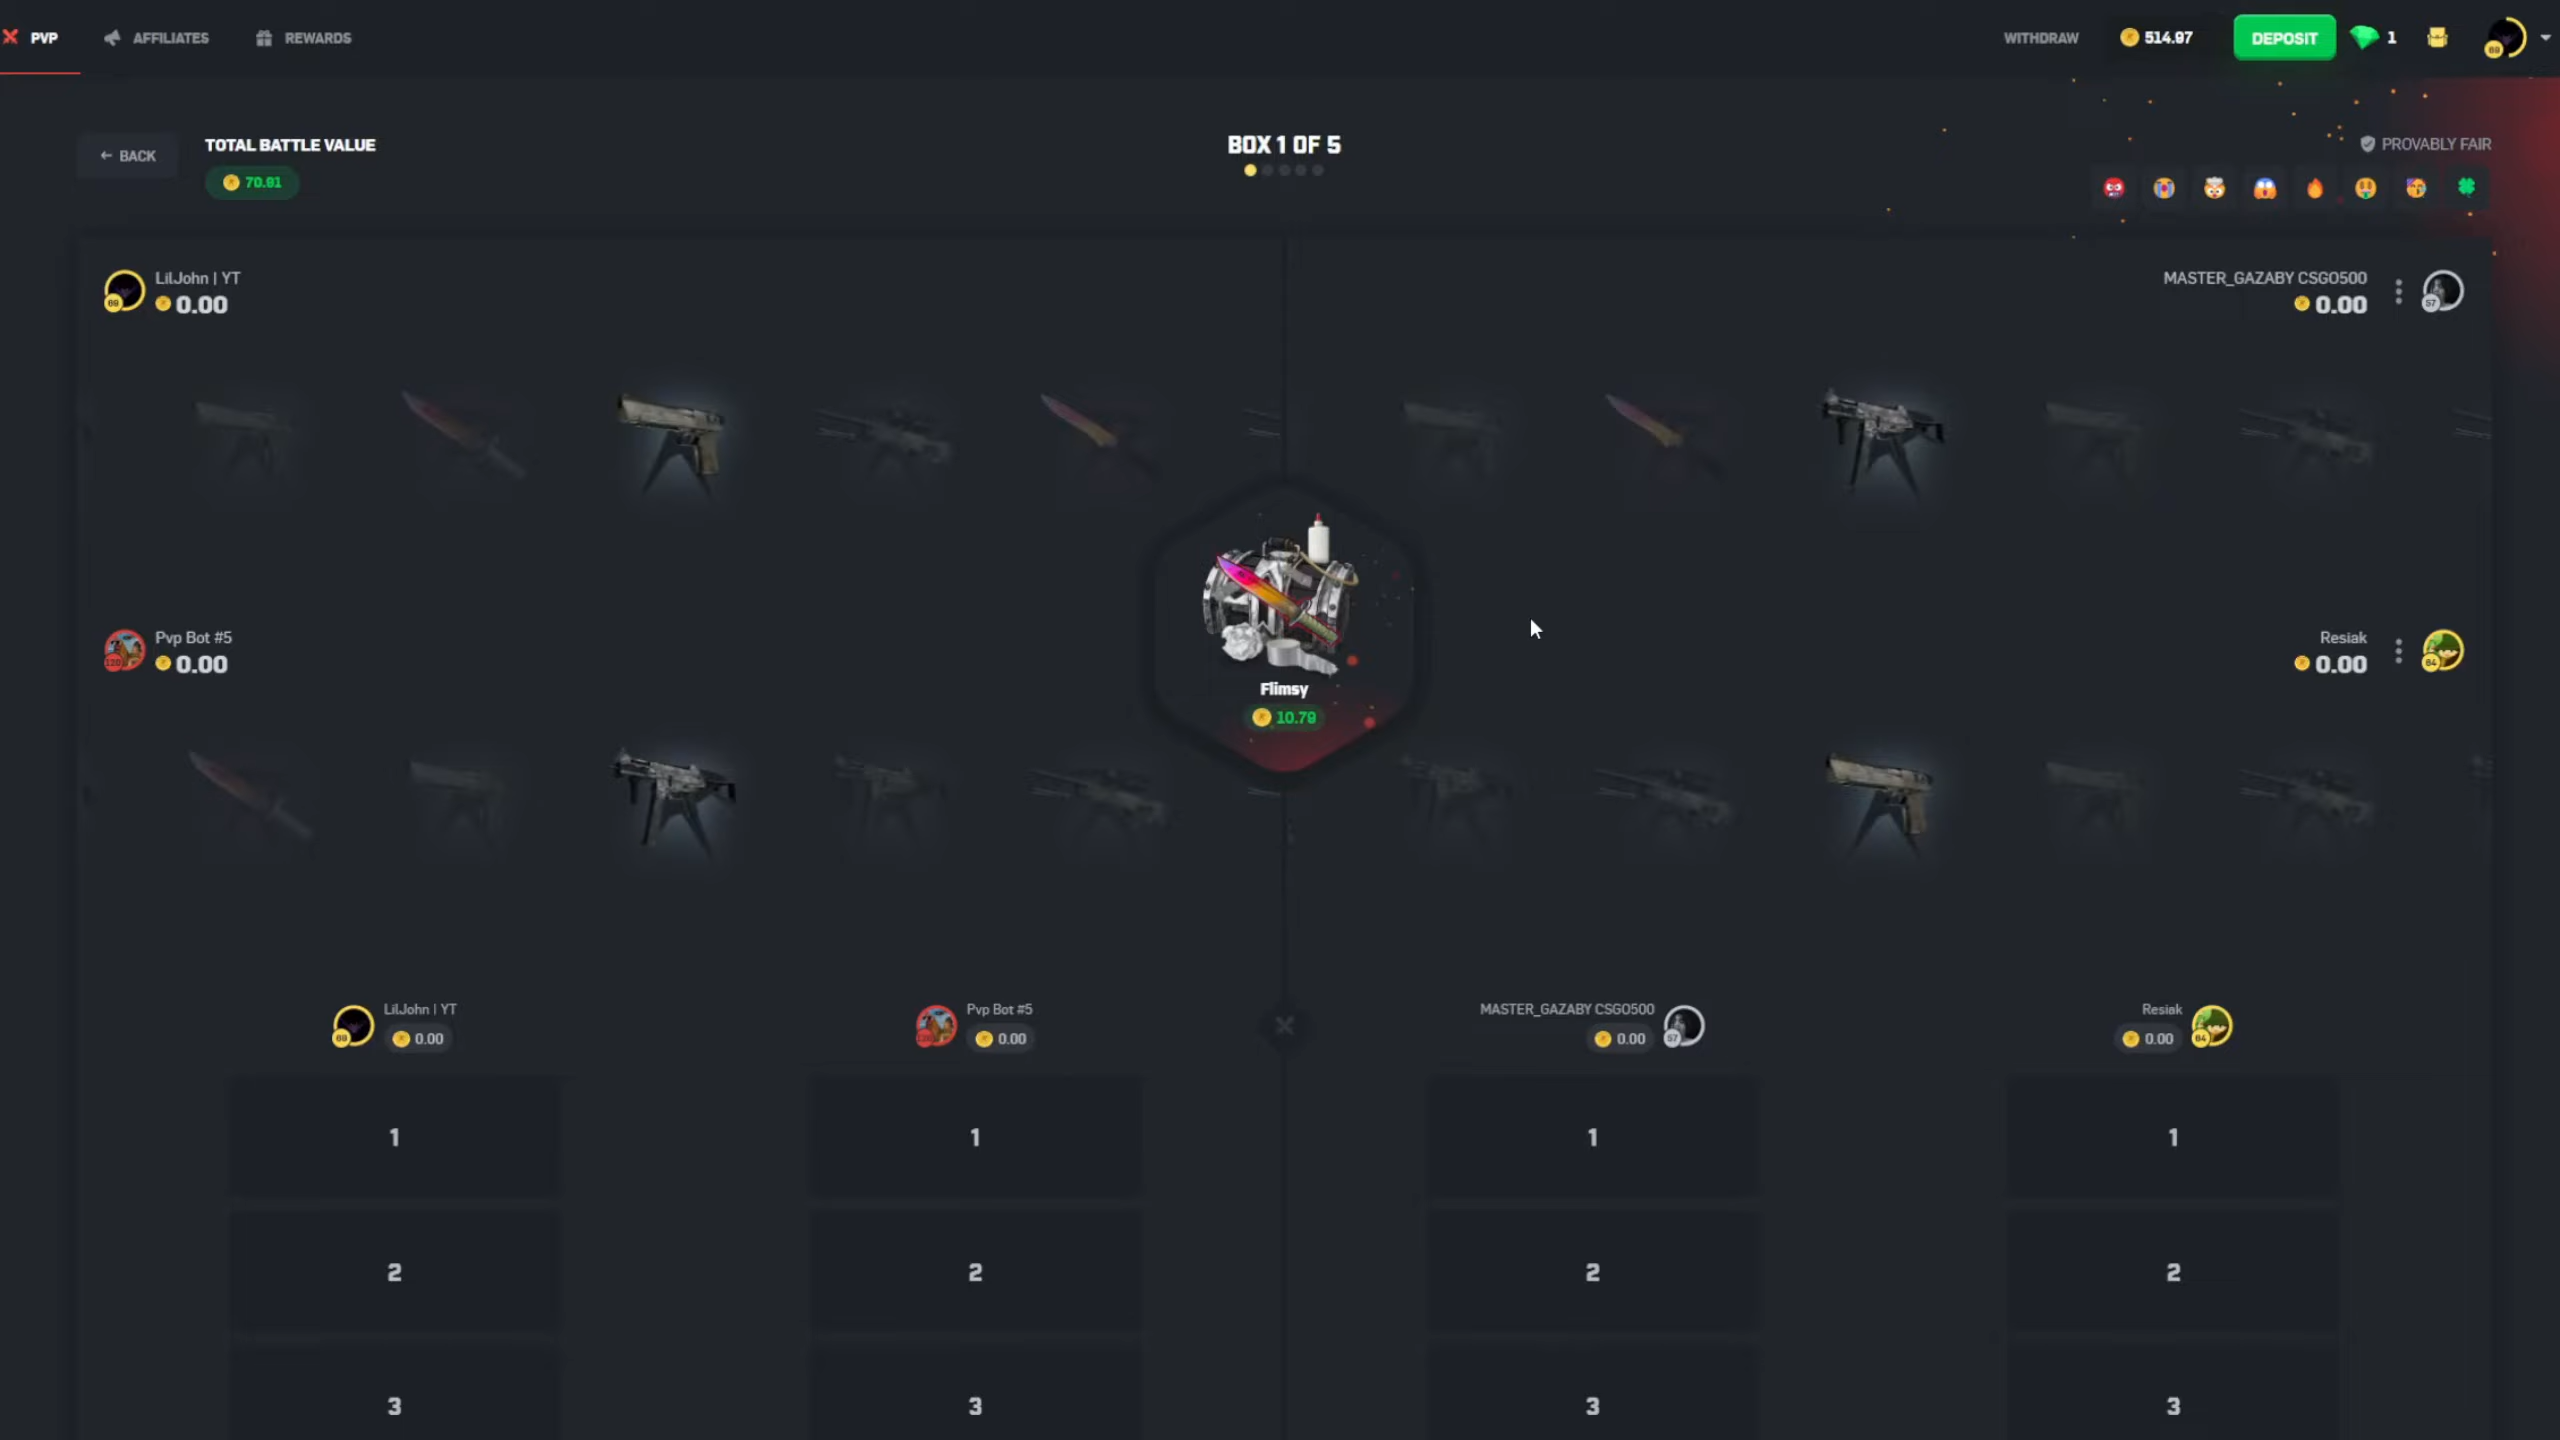 PVP
AFFILIATES
REWARDS
WITHDRAW
514.97
DEPOSIT
1
BACK
TOTAL BATTLE VALUE
70.91
BOX 1 OF 5
PROVABLY FAIR
LilJohn | YT
0.00
MASTER_GAZABY CSGO500
0.00
57
Flimsy
10.79
Pvp Bot #5
0.00
Resiak
0.00
LilJohn | YT
0.00
Pvp Bot #5
0.00
MASTER_GAZABY CSGO500
0.00
57
Resiak
0.00
1
1
1
1
2
2
2
2
3
3
3
3